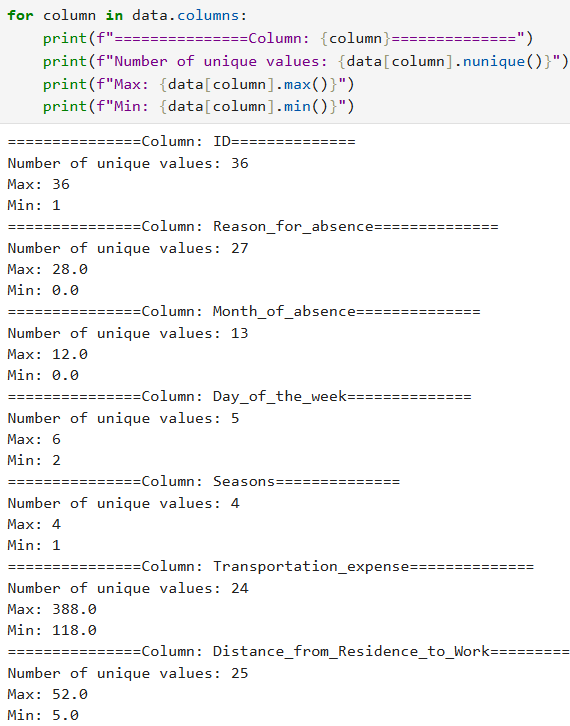 for column in data.columns:
    print(f"===============Column: {column}==============")
    print(f"Number of unique values: {data[column].nunique()}")
    print(f"Max: {data[column].max()}")
    print(f"Min: {data[column].min()}")
===============Column: ID==============
Number of unique values: 36
Max: 36
Min: 1
===============Column: Reason_for_absence==============
Number of unique values: 27
Max: 28.0
Min: 0.0
===============Column: Month_of_absence==============
Number of unique values: 13
Max: 12.0
Min: 0.0
===============Column: Day_of_the_week==============
Number of unique values: 5
Max: 6
Min: 2
===============Column: Seasons==============
Number of unique values: 4
Max: 4
Min: 1
===============Column: Transportation_expense==============
Number of unique values: 24
Max: 388.0
Min: 118.0
===============Column: Distance_from_Residence_to_Work=========
Number of unique values: 25
Max: 52.0
Min: 5.0